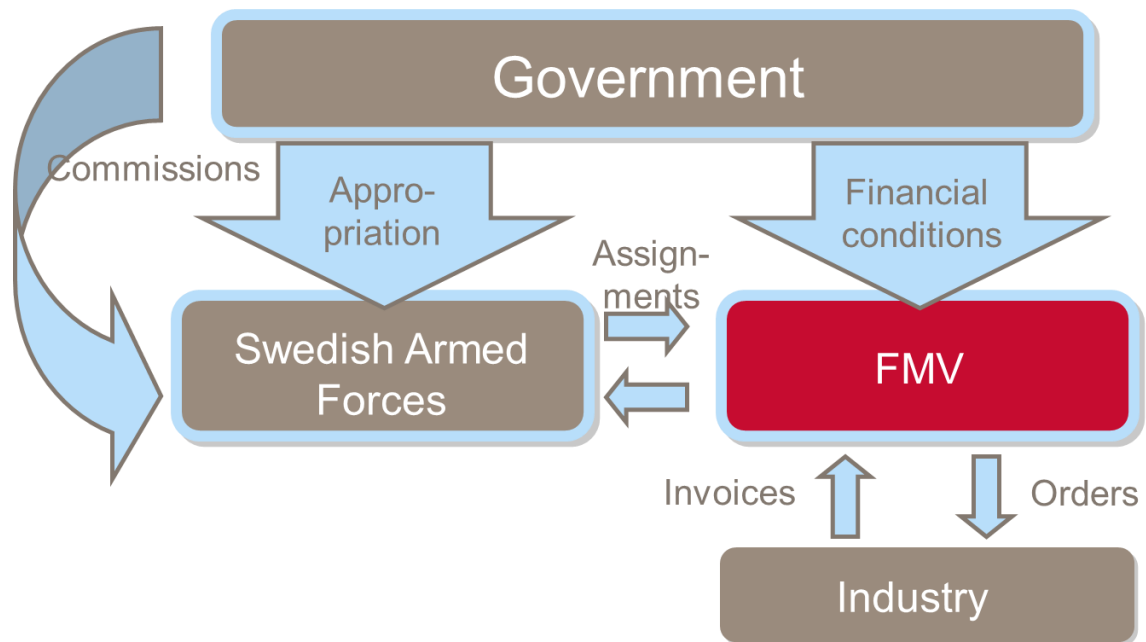 Government
Commissions
Appro-
priation
Financial
conditions
Assign-
ments
Swedish Armed
Forces
FMV
Invoices
Orders
Industry